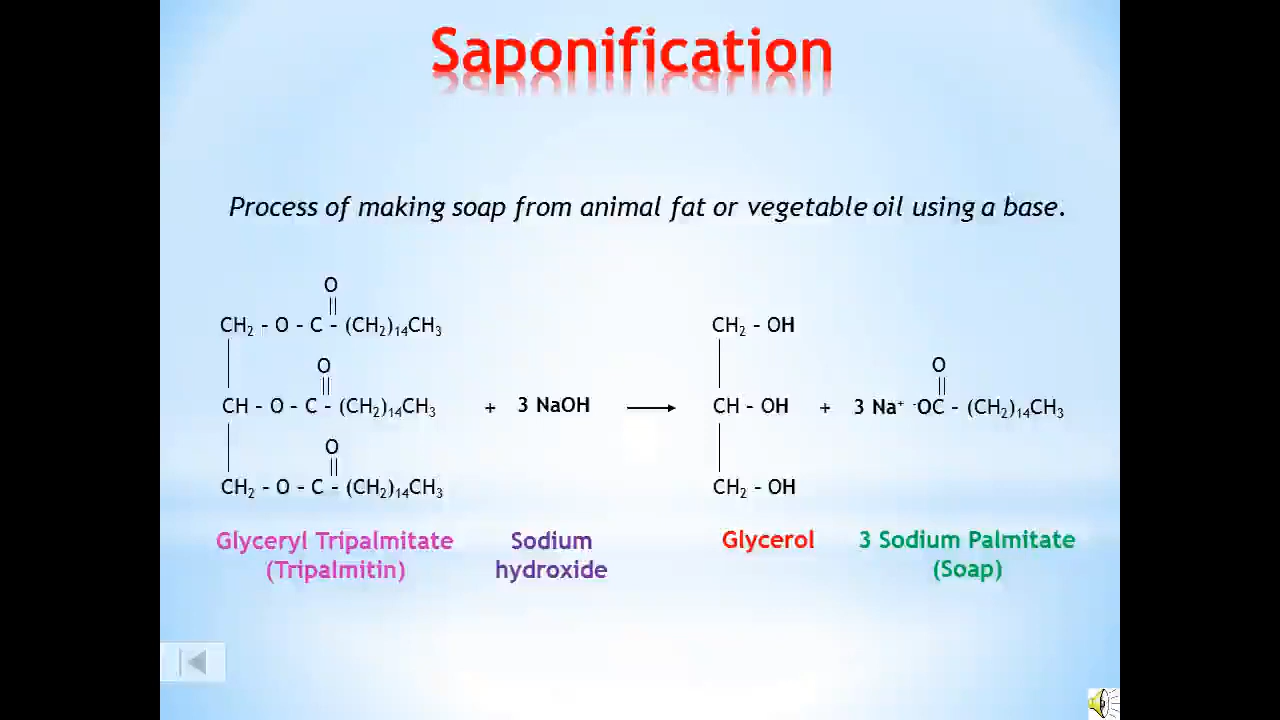 Saponification
Process of making soap from animal fat or vegetable oil using a base.
O
CH₂ – O – C – (CH₂)₁₄CH₃
O
CH – O – C – (CH₂)₁₄CH₃
O
CH₂ – O – C – (CH₂)₁₄CH₃
+ 3 NaOH
CH₂ – OH
CH – OH
CH₂ – OH
+
O
3 Na⁺ ⁻OC – (CH₂)₁₄CH₃
Glyceryl Tripalmitate
(Tripalmitin)
Sodium
hydroxide
Glycerol
3 Sodium Palmitate
(Soap)